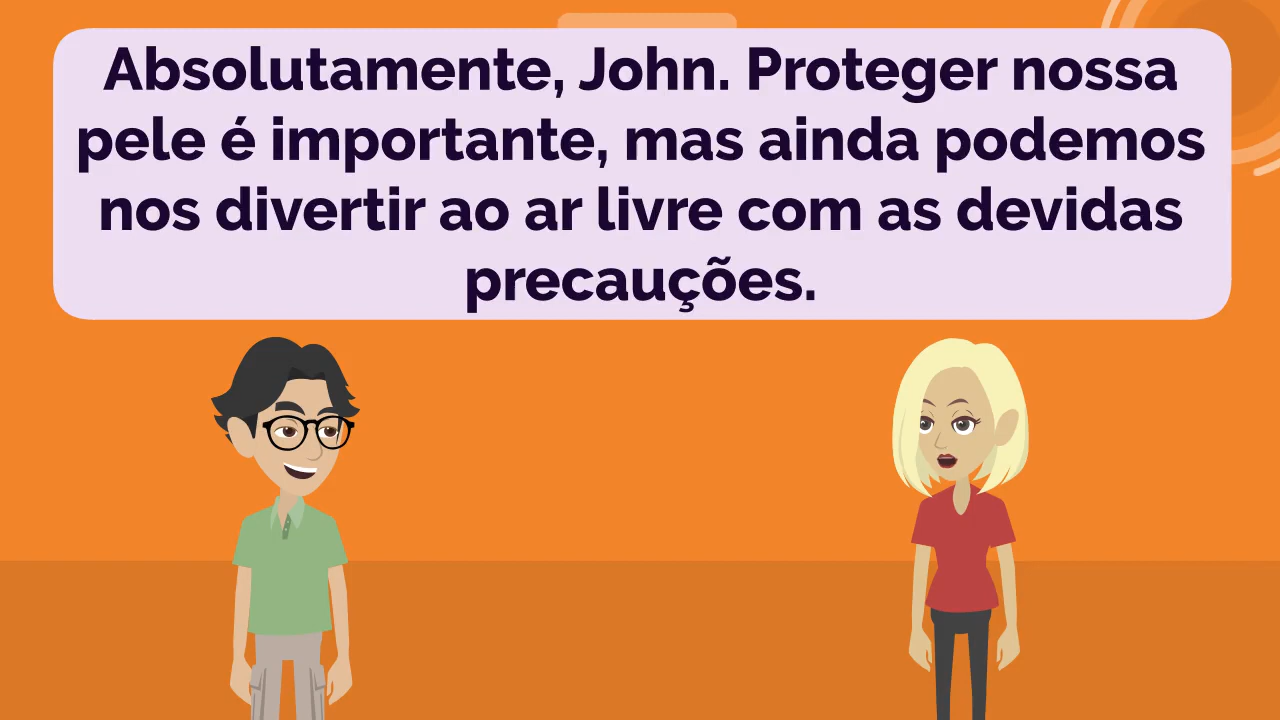 Absolutamente, John. Proteger nossa
pele é importante, mas ainda podemos
nos divertir ao ar livre com as devidas
precauções.